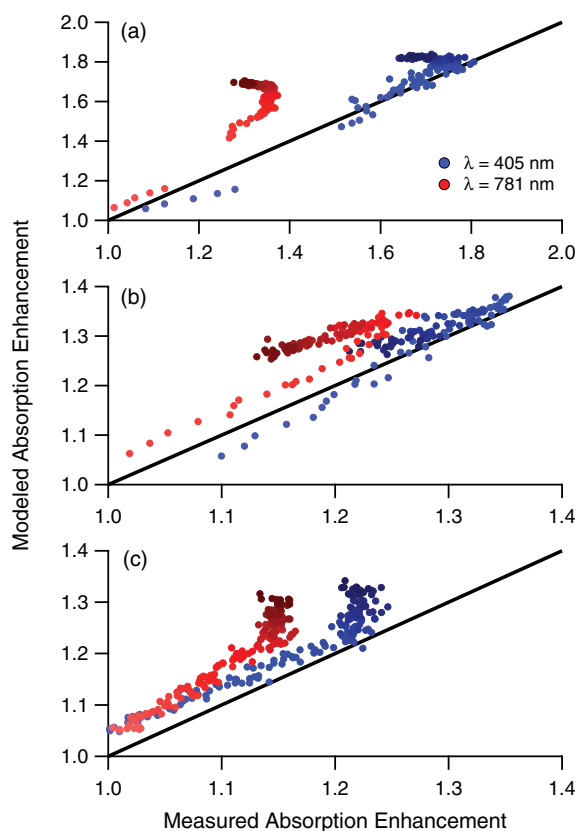 (a)
2.0
1.8
1.6
1.4
1.2
1.0
λ = 405 nm
λ = 781 nm
1.0 1.2 1.4 1.6 1.8 2.0
(b)
1.4
1.3
1.2
1.1
1.0
1.0 1.1 1.2 1.3 1.4
(c)
1.4
1.3
1.2
1.1
1.0
1.0 1.1 1.2 1.3 1.4
Modeled Absorption Enhancement
Measured Absorption Enhancement